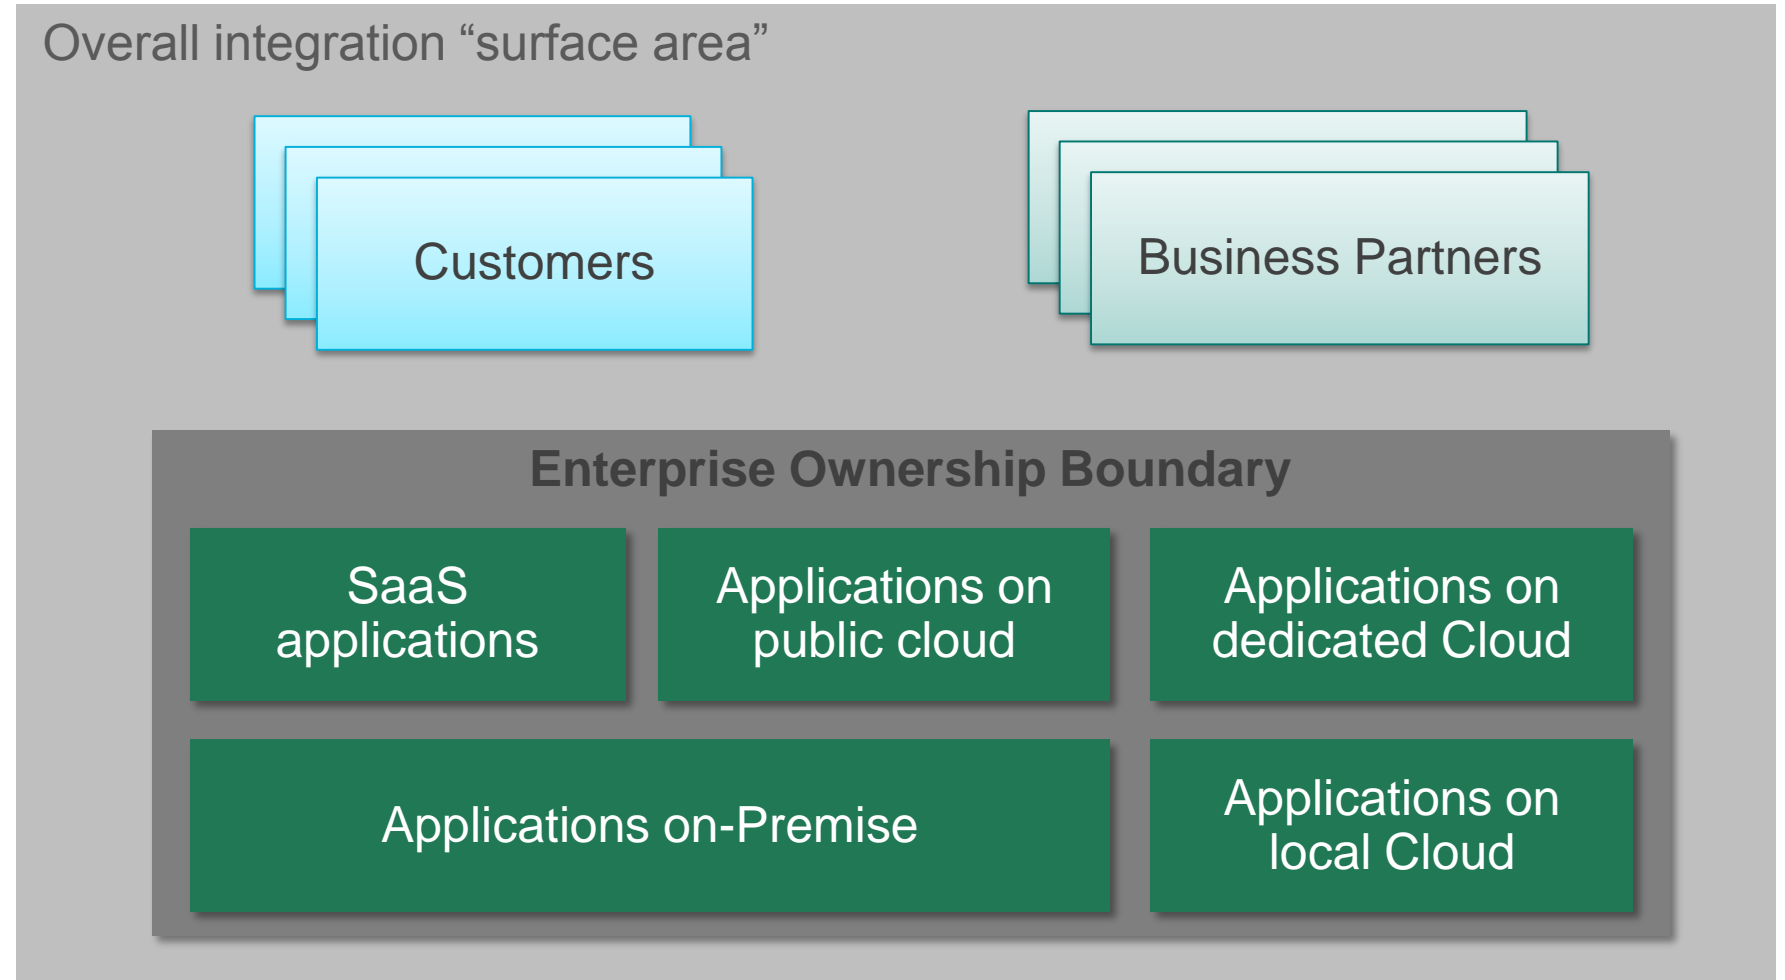 Overall integration “surface area”
Customers
Business Partners
Enterprise Ownership Boundary
SaaS
applications
Applications on
public cloud
Applications on
dedicated Cloud
Applications on-Premise
Applications on
local Cloud